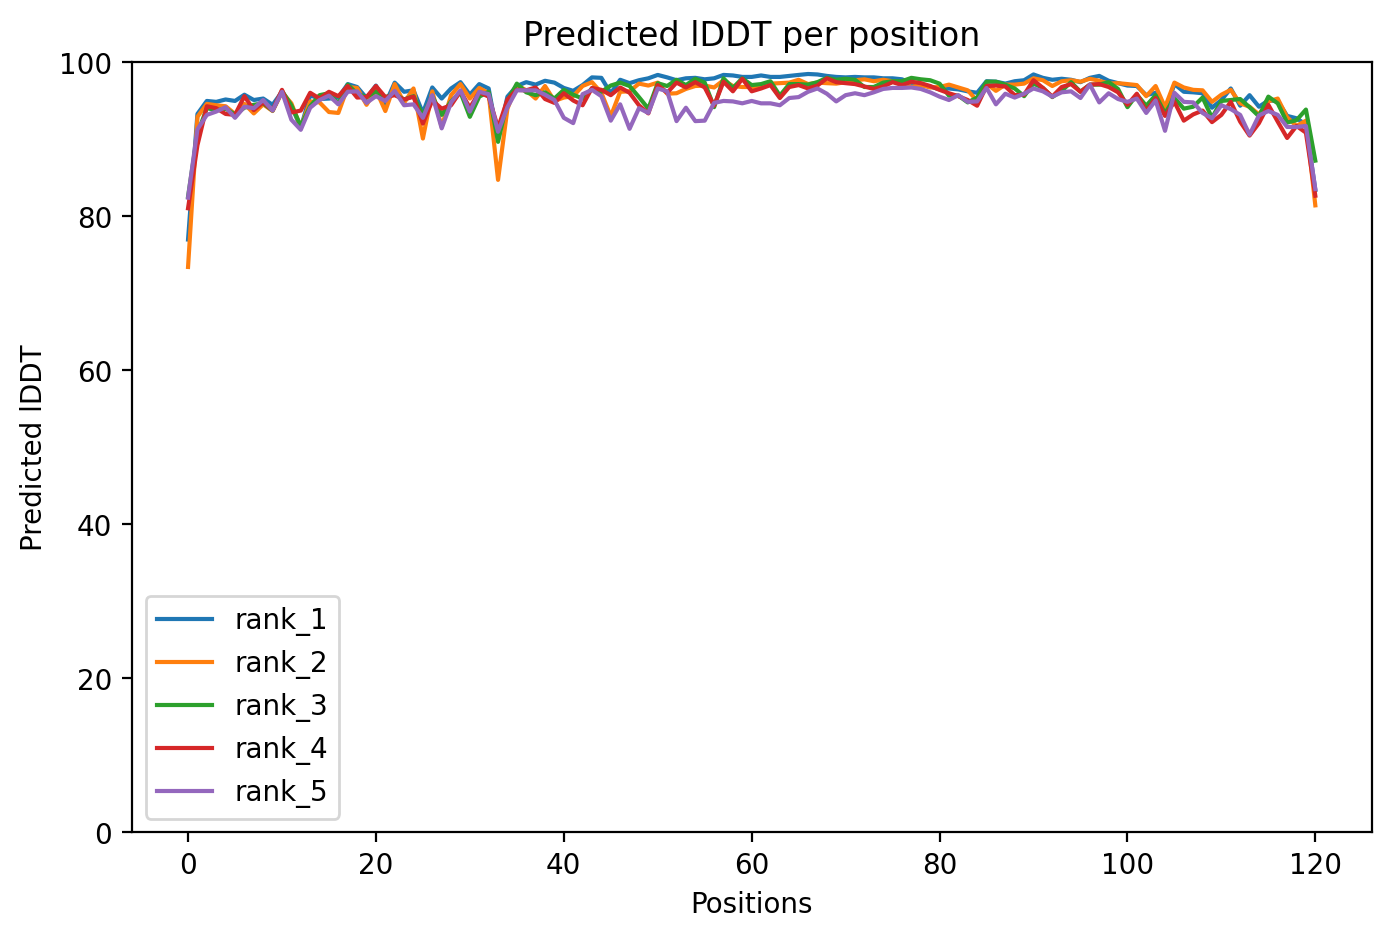 Predicted lDDT per position
100
80
60
40
20
0
Predicted lDDT
rank_1
rank_2
rank_3
rank_4
rank_5
0 20 40 60 80 100 120
Positions